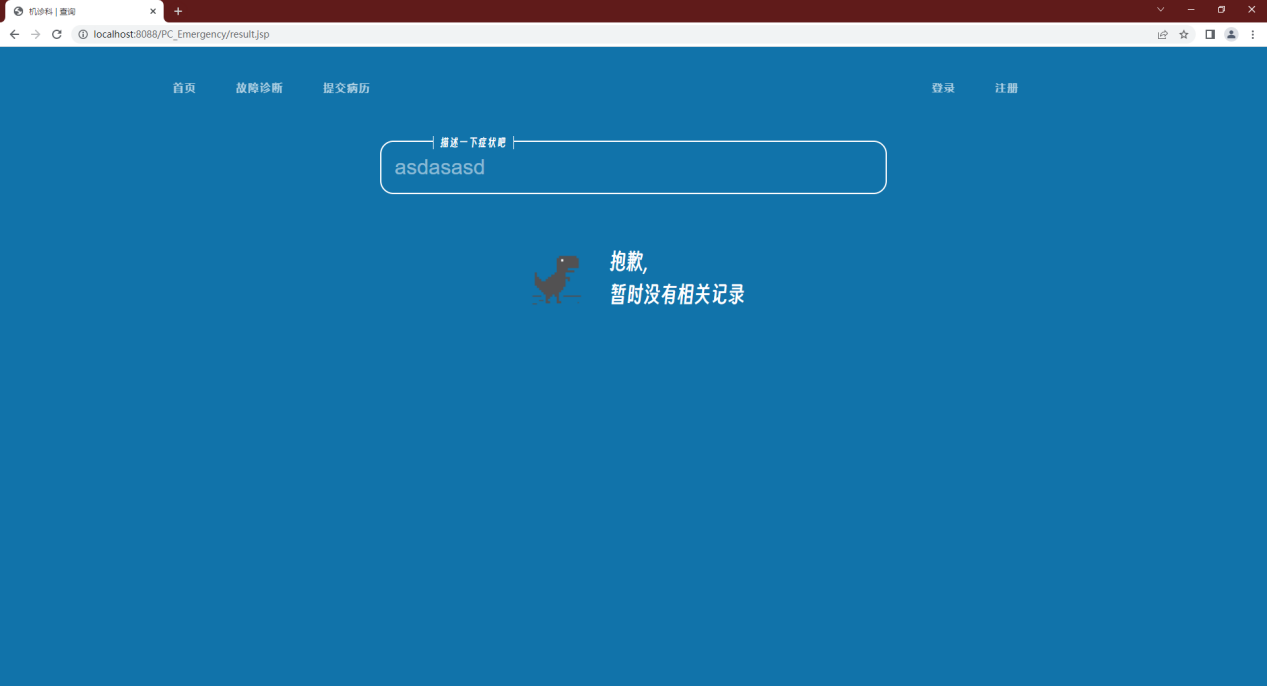 机诊科 | 查询
localhost:8088/PC_Emergency/result.jsp
首页 故障诊断 提交病历 登录 注册
描述一下症状吧
asdasasd
抱歉,
暂时没有相关记录